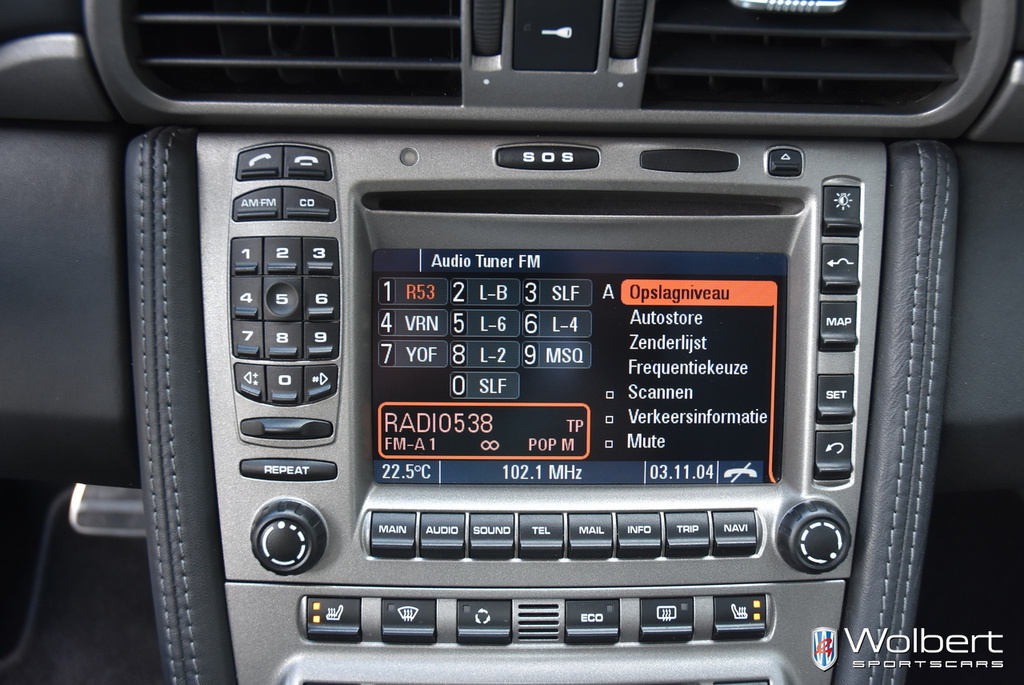 SOS
AM·FM CD
1 2 3
4 5 6
7 8 9
0
REPEAT
MAP
SET
Audio Tuner FM
1 R53 2 L-B 3 SLF
4 VRN 5 L-6 6 L-4
7 YOF 8 L-2 9 MSQ
0 SLF
A Opslagniveau
Autostore
Zenderlijst
Frequentiekeuze
Scannen
Verkeersinformatie
Mute
RADIO538 TP
FM-A 1 ∞ POP M
22.5°C 102.1 MHz 03.11.04
MAIN AUDIO SOUND TEL MAIL INFO TRIP NAVI
ECO
Wolbert
SPORTSCARS